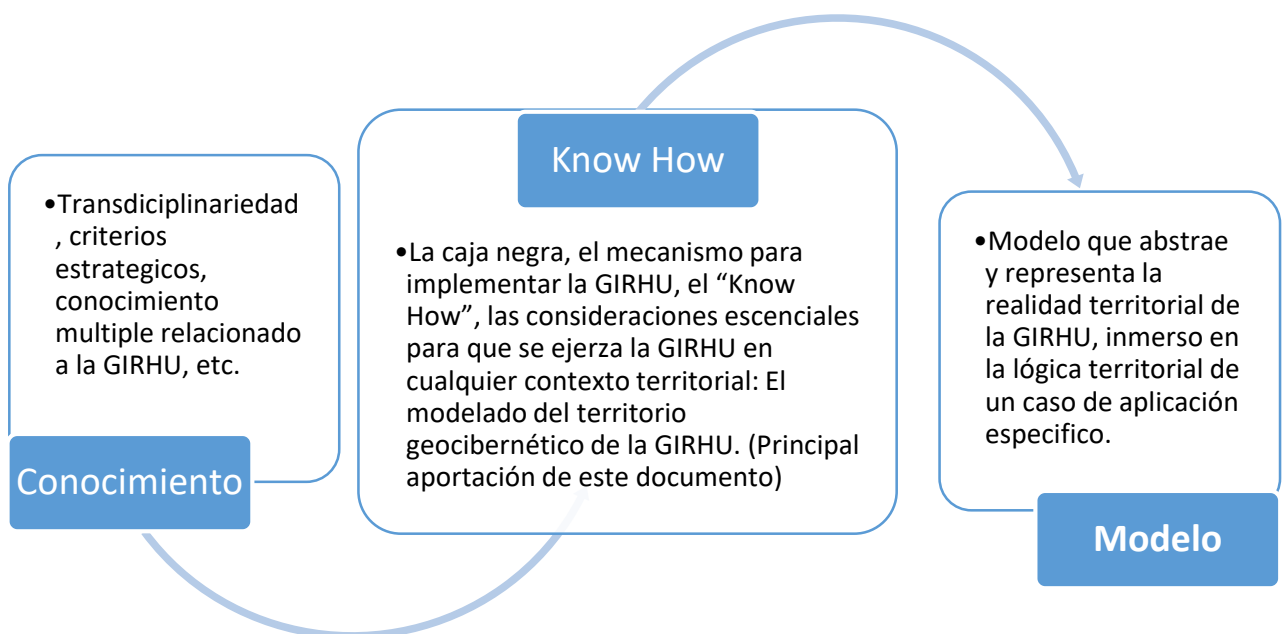 •Transdiciplinariedad
, criterios
estrategicos,
conocimiento
multiple relacionado
a la GIRHU, etc.
Conocimiento
Know How
•La caja negra, el mecanismo para
implementar la GIRHU, el “Know
How”, las consideraciones escenciales
para que se ejerza la GIRHU en
cualquier contexto territorial: El
modelado del territorio
geocibernético de la GIRHU. (Principal
aportación de este documento)
•Modelo que abstrae
y representa la
realidad territorial de
la GIRHU, inmerso en
la lógica territorial de
un caso de aplicación
especifico.
Modelo